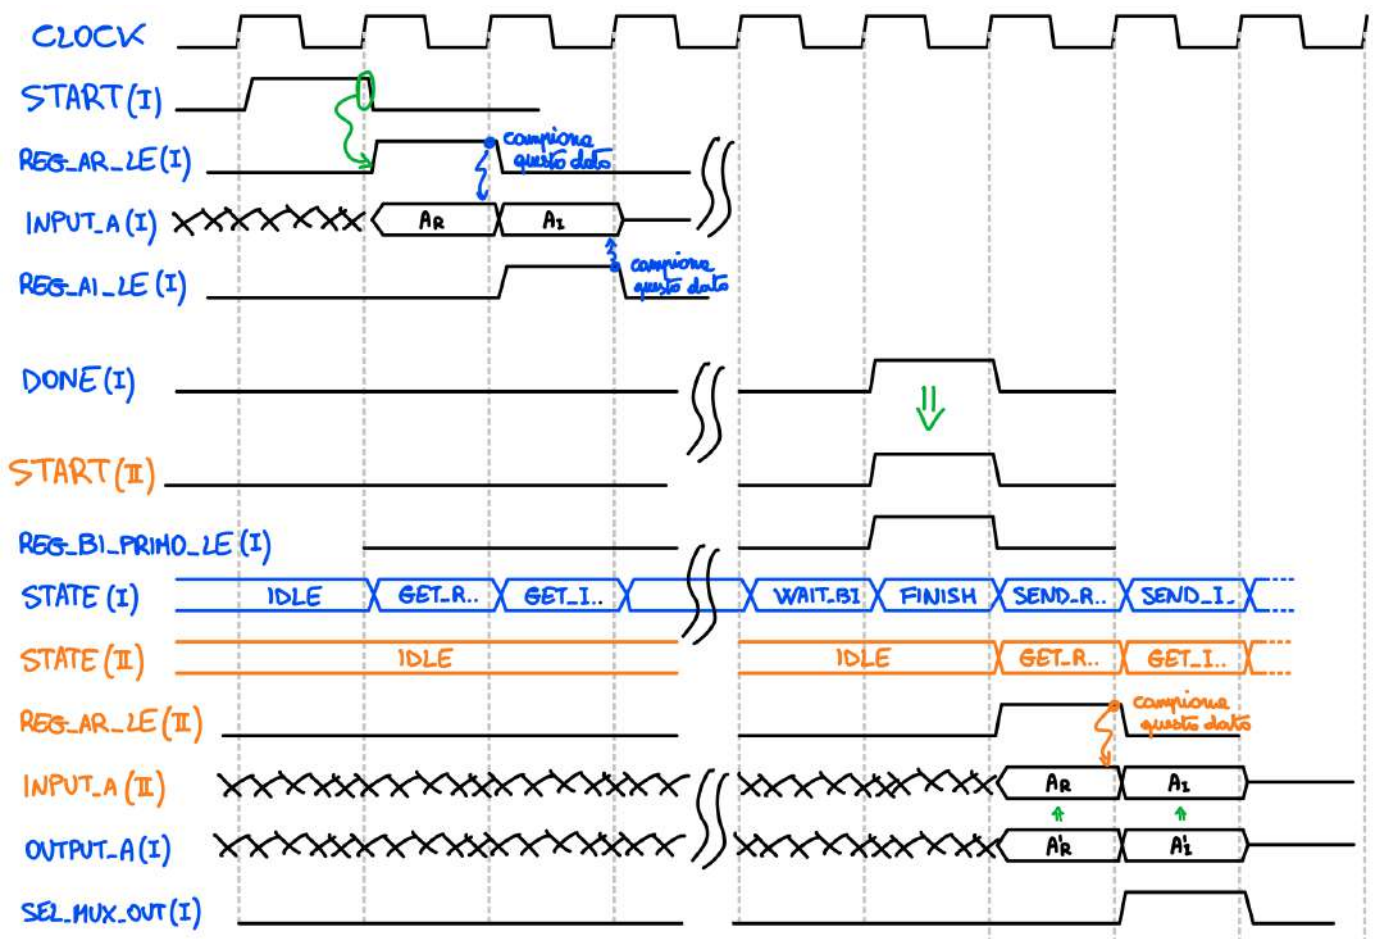 CLOCK
START(I)
REG_AR_LE(I)
campiona
questo dato
INPUT_A(I)
AR AI
REG_AI_LE(I)
campiona
questo dato
DONE(I)
START(II)
REG_BI_PRIMO_LE(I)
STATE(I)
IDLE GET_R.. GET_I.. WAIT_BI FINISH SEND_R.. SEND_I..
STATE(II)
IDLE IDLE GET_R.. GET_I..
REG_AR_LE(II)
campiona
questo dato
INPUT_A(II)
AR AI
OUTPUT_A(I)
A'R A'I
SEL_MUX_OUT(I)